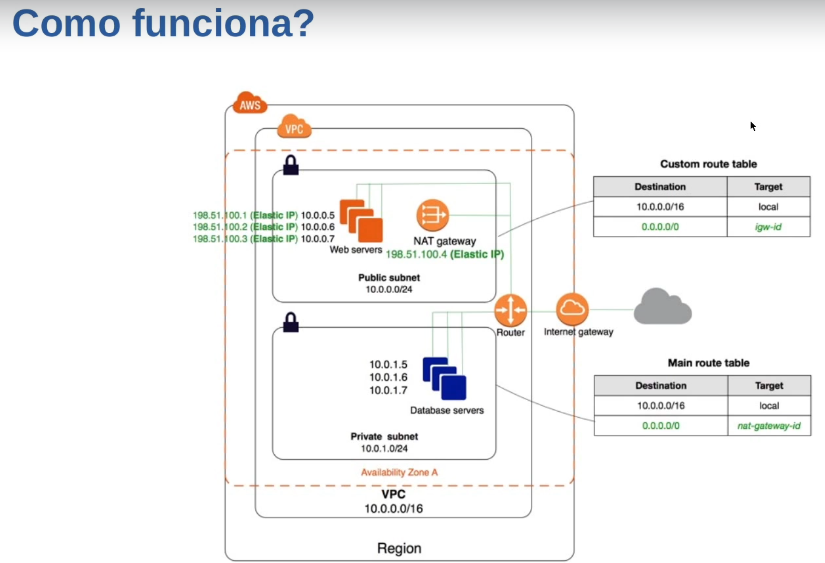 Como funciona?
AWS
VPC
198.51.100.1 (Elastic IP) 10.0.0.5
198.51.100.2 (Elastic IP) 10.0.0.6
198.51.100.3 (Elastic IP) 10.0.0.7
Web servers
NAT gateway
198.51.100.4 (Elastic IP)
Public subnet
10.0.0.0/24
Custom route table
Destination Target
10.0.0.0/16 local
0.0.0.0/0 igw-id
Router
Internet gateway
10.0.1.5
10.0.1.6
10.0.1.7
Database servers
Private subnet
10.0.1.0/24
Main route table
Destination Target
10.0.0.0/16 local
0.0.0.0/0 nat-gateway-id
Availability Zone A
VPC
10.0.0.0/16
Region